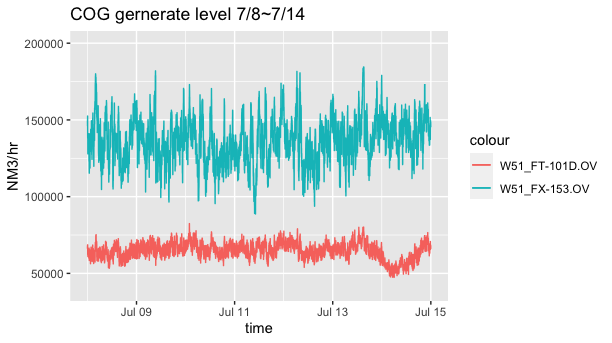 COG gernerate level 7/8~7/14
200000
150000
100000
50000
NM3/hr
Jul 09
Jul 11
Jul 13
Jul 15
time
colour
W51_FT-101D.OV
W51_FX-153.OV